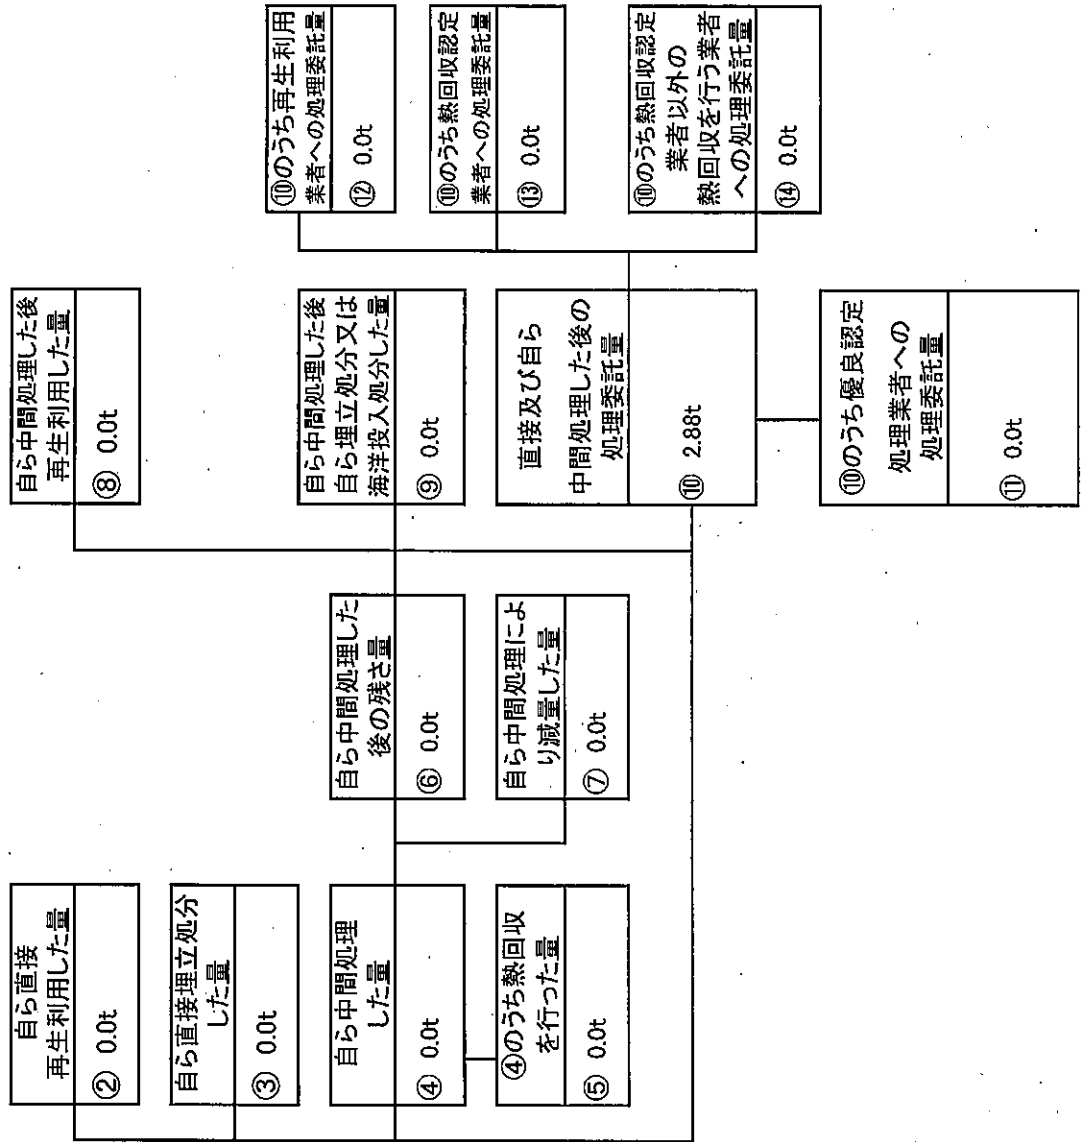 自ら直接
再生利用した量
② 0.0t
自ら直接埋立処分
した量
③ 0.0t
自ら中間処理
した量
④ 0.0t
④のうち熱回収
を行った量
⑤ 0.0t
自ら中間処理した
後の残さ量
⑥ 0.0t
自ら中間処理によ
り減量した量
⑦ 0.0t
自ら中間処理した後
再生利用した量
⑧ 0.0t
自ら中間処理した後
自ら埋立処分又は
海洋投入処分した量
⑨ 0.0t
直接及び自ら
中間処理した後の
処理委託量
⑩ 2.88t
⑩のうち優良認定
処理業者への
処理委託量
⑪ 0.0t
⑩のうち再生利用
業者への処理委託量
⑫ 0.0t
⑩のうち熱回収認定
業者への処理委託量
⑬ 0.0t
⑩のうち熱回収認定
業者以外の
熱回収を行う業者
への処理委託量
⑭ 0.0t